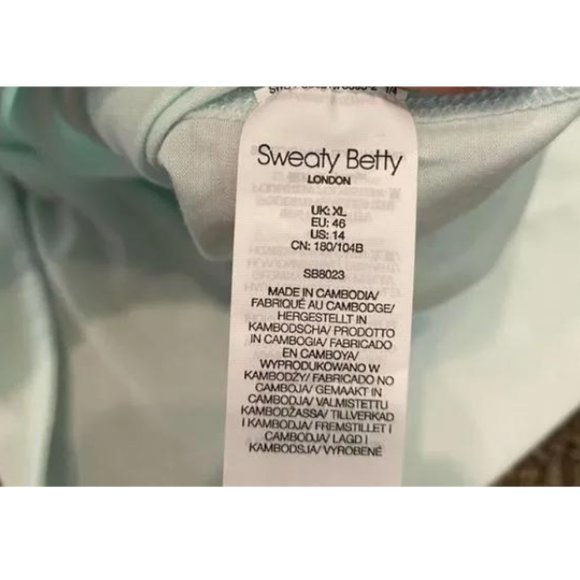 1/4
Sweaty Betty
LONDON
UK: XL
EU: 46
US: 14
CN: 180/104B
SB8023
MADE IN CAMBODIA/
FABRIQUÉ AU CAMBODGE/
HERGESTELLT IN
KAMBODSCHA/ PRODOTTO
IN CAMBOGIA/ FABRICADO
EN CAMBOYA/
WYPRODUKOWANO W
KAMBODŻY/ FABRICADO NO
CAMBOJA/ GEMAAKT IN
CAMBODJA/ VALMISTETTU
KAMBODŽASSA/ TILLVERKAD
I KAMBODJA/ FREMSTILLET I
CAMBODJA/ LAGD I
KAMBODSJA/ VYROBENÉ